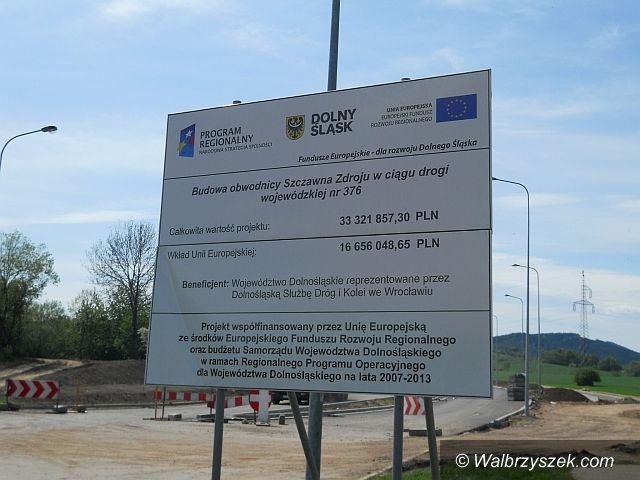 PROGRAM
REGIONALNY
NARODOWA STRATEGIA SPÓJNOŚCI
DOLNY
ŚLĄSK
UNIA EUROPEJSKA
EUROPEJSKI FUNDUSZ
ROZWOJU REGIONALNEGO
Fundusze Europejskie - dla rozwoju Dolnego Śląska
Budowa obwodnicy Szczawna Zdroju w ciągu drogi
wojewódzkiej nr 376
Całkowita wartość projektu: 33 321 857,30 PLN
Wkład Unii Europejskiej: 16 656 048,65 PLN
Beneficjent: Województwo Dolnośląskie reprezentowane przez
Dolnośląską Służbę Dróg i Kolei we Wrocławiu
Projekt współfinansowany przez Unię Europejską
ze środków Europejskiego Funduszu Rozwoju Regionalnego
oraz budżetu Samorządu Województwa Dolnośląskiego
w ramach Regionalnego Programu Operacyjnego
dla Województwa Dolnośląskiego na lata 2007-2013
© Walbrzyszek.com